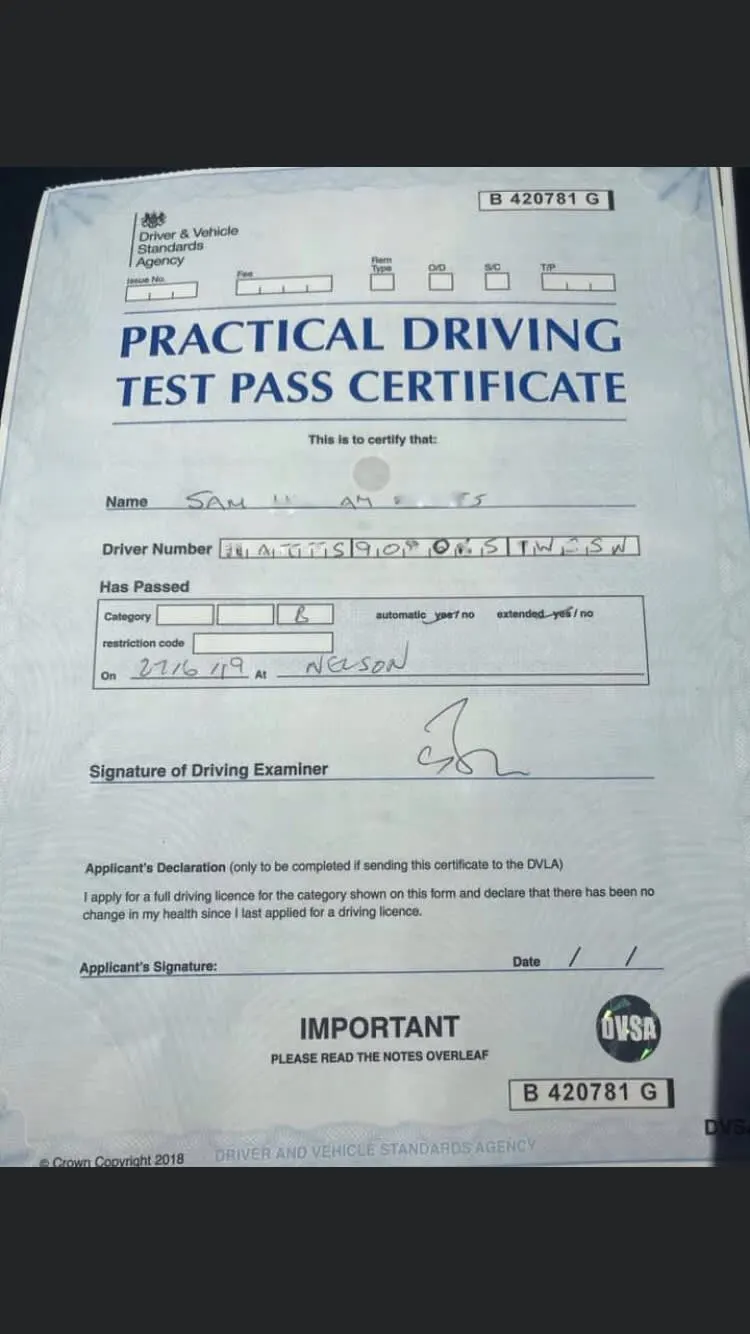 B 420781 G
Driver & Vehicle
Standards
Agency
Issue No.
Fee
Rem Type
O/D
S/C
T/P
PRACTICAL DRIVING
TEST PASS CERTIFICATE
This is to certify that:
Name SAM
Driver Number
Has Passed
Category B automatic yes / no extended yes / no
restriction code
On 27/6/19 At NELSON
Signature of Driving Examiner
Applicant's Declaration (only to be completed if sending this certificate to the DVLA)
I apply for a full driving licence for the category shown on this form and declare that there has been no
change in my health since I last applied for a driving licence.
Applicant's Signature: Date / /
IMPORTANT
PLEASE READ THE NOTES OVERLEAF
DVSA
B 420781 G
© Crown Copyright 2018
DRIVER AND VEHICLE STANDARDS AGENCY